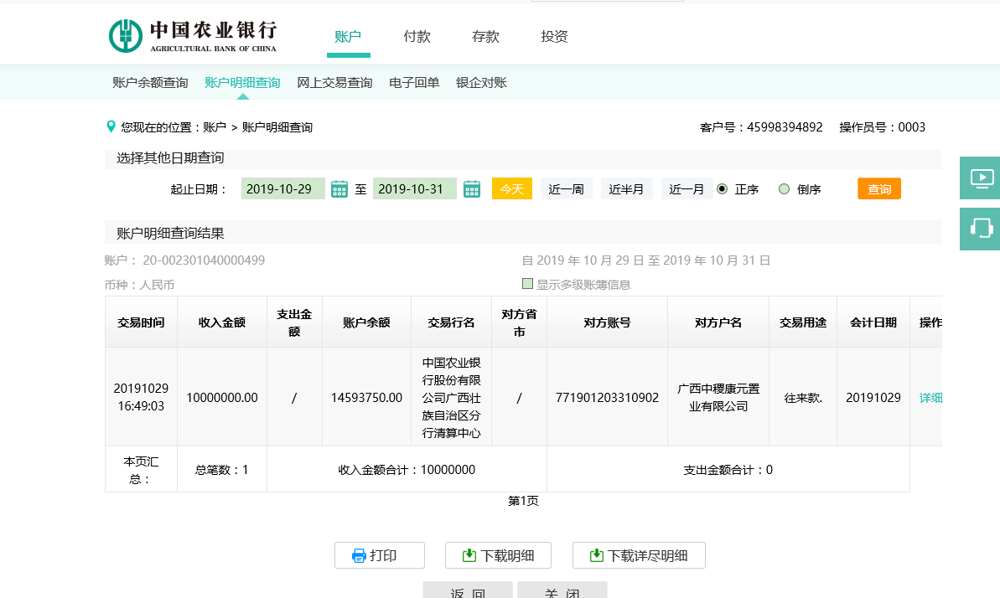 中国农业银行
AGRICULTURAL BANK OF CHINA
账户 付款 存款 投资
账户余额查询 账户明细查询 网上交易查询 电子回单 银企对账
您现在的位置：账户 > 账户明细查询 客户号：45998394892 操作员号：0003
选择其他日期查询
起止日期： 2019-10-29 至 2019-10-31 今天 近一周 近半月 近一月 正序 倒序 查询
账户明细查询结果
账户： 20-002301040000499 自 2019 年 10 月 29 日 至 2019 年 10 月 31 日
币种：人民币 显示多级账簿信息
交易时间 收入金额 支出金额 账户余额 交易行名 对方省市 对方账号 对方户名 交易用途 会计日期 操作
20191029 16:49:03 10000000.00 / 14593750.00 中国农业银行股份有限公司广西壮族自治区分行清算中心 / 771901203310902 广西中稷康元置业有限公司 往来款. 20191029 详细
本页汇总： 总笔数：1 收入金额合计：10000000 支出金额合计：0
第1页
打印 下载明细 下载详尽明细
返 回 关 闭